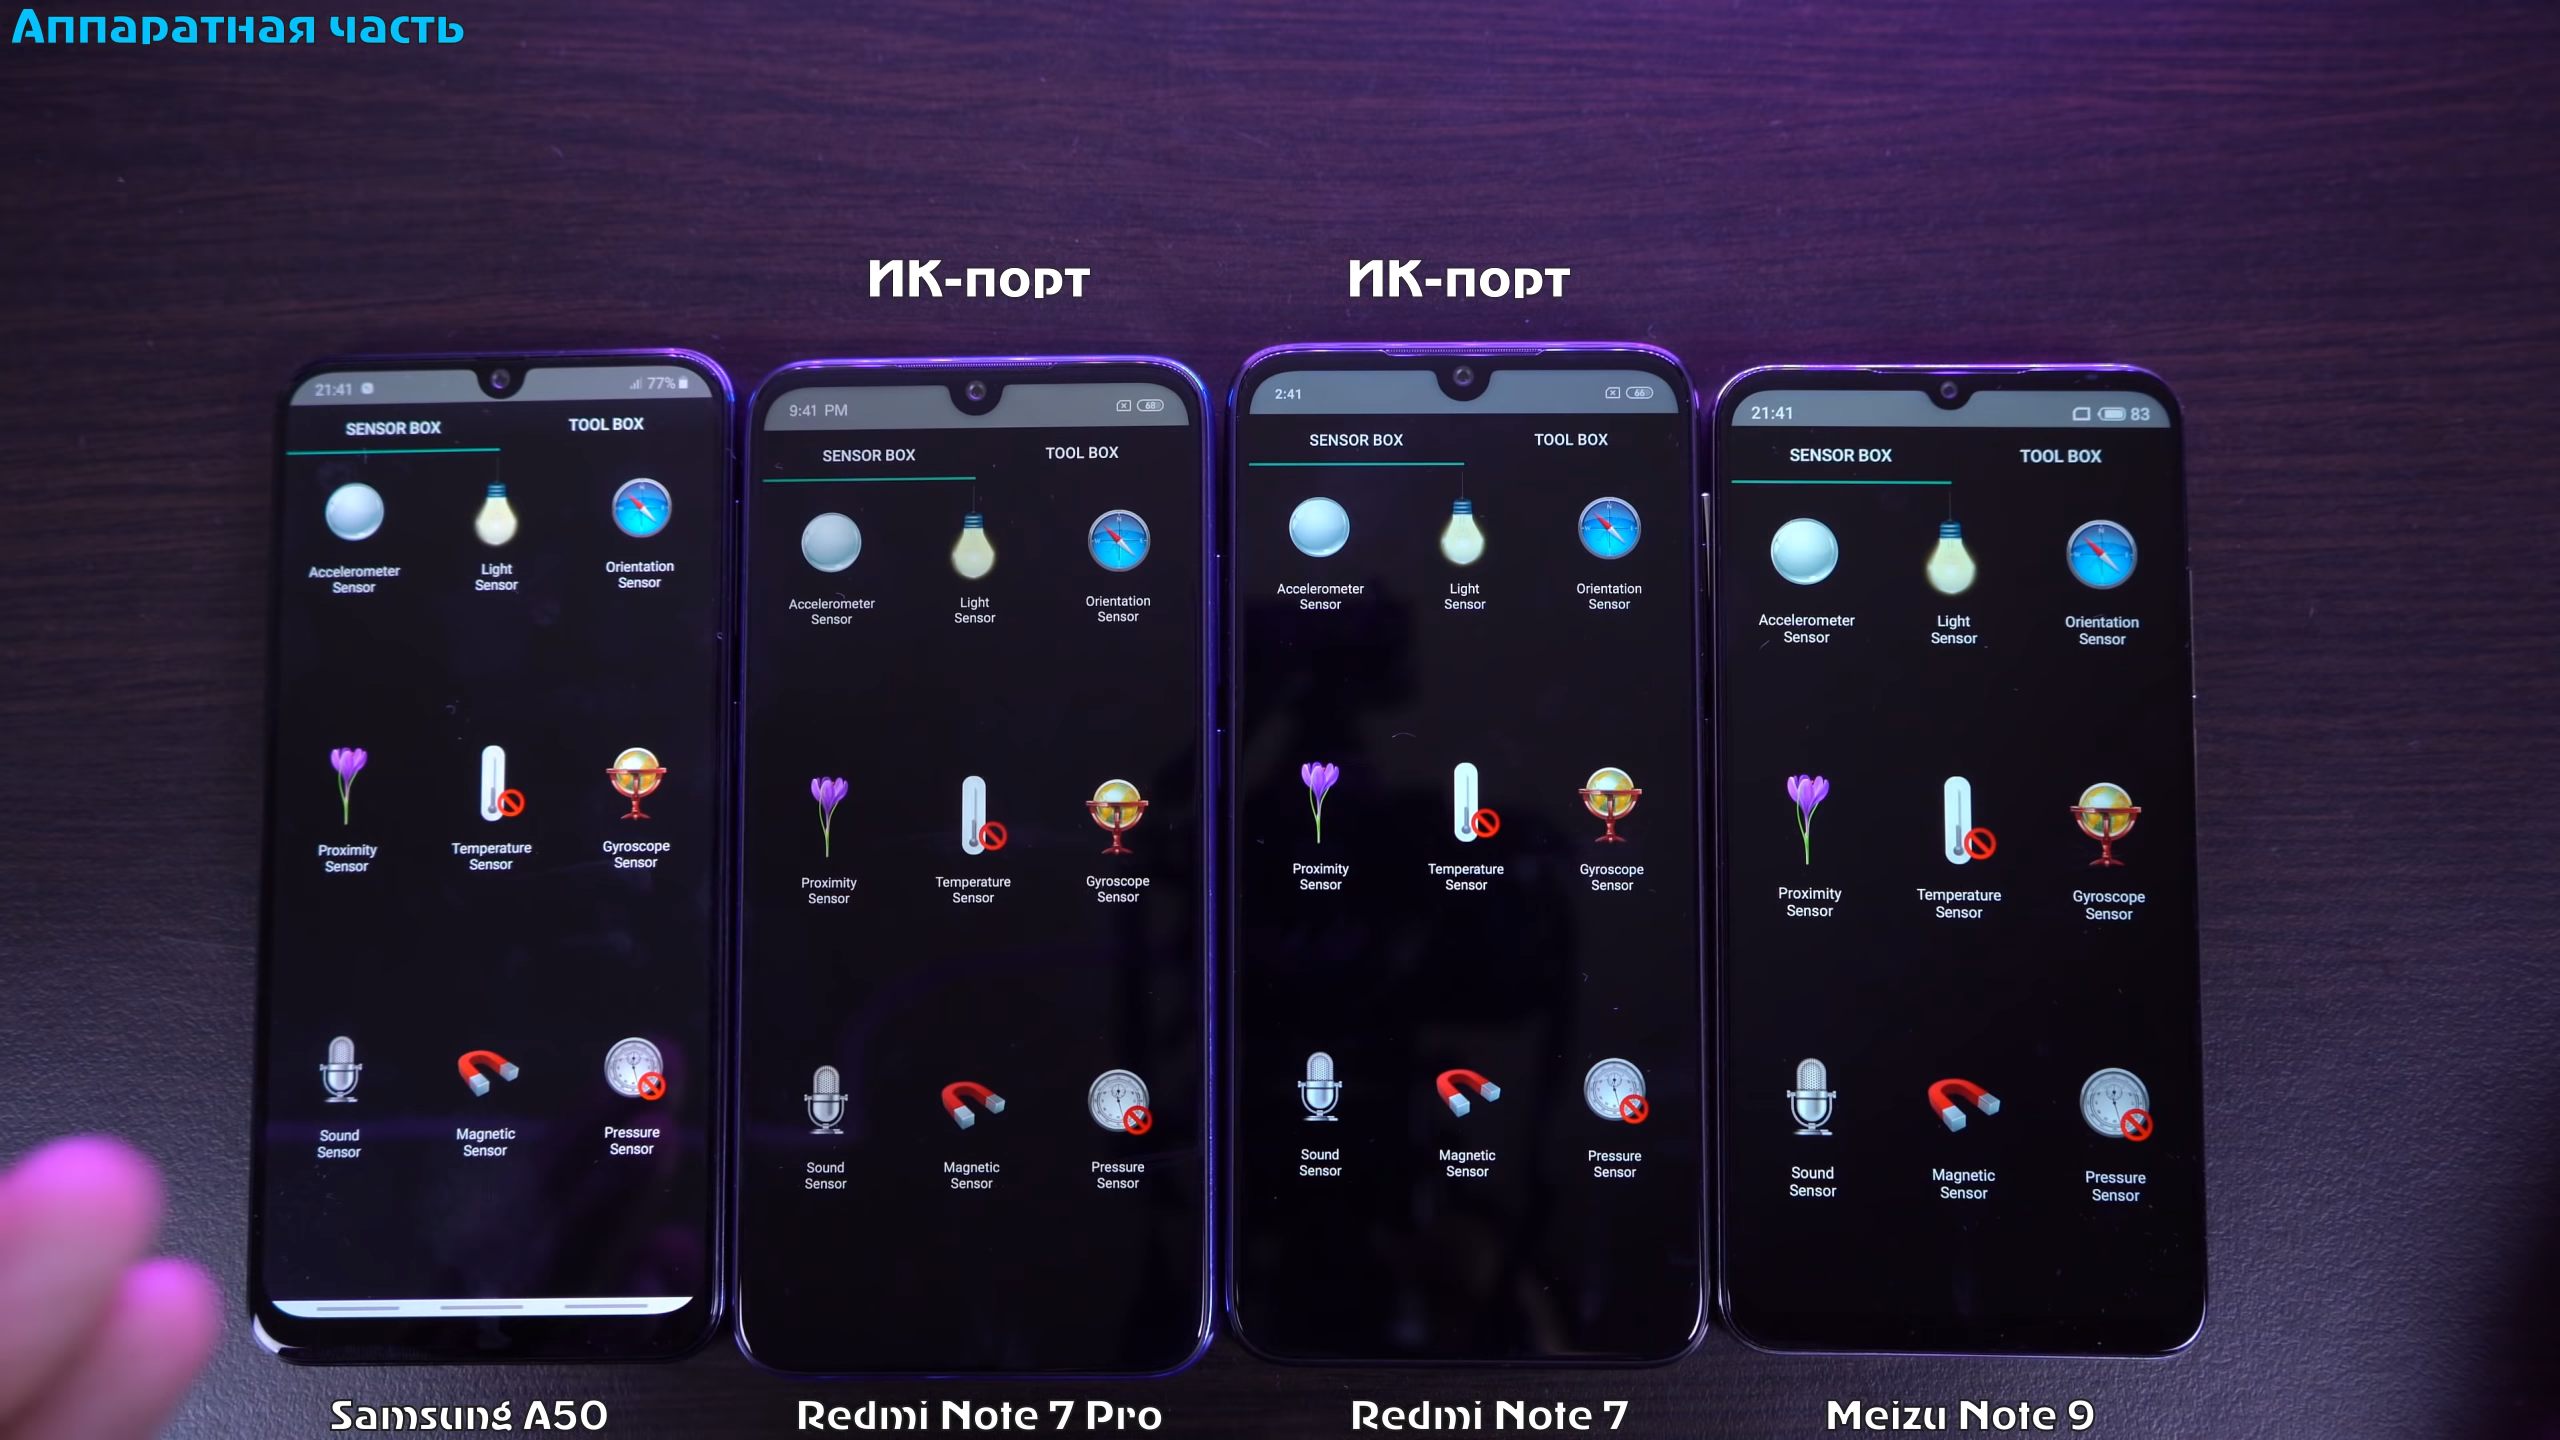 Аппаратная часть
ИК-порт
ИК-порт
21:41
77%
SENSOR BOX
TOOL BOX
Accelerometer
Sensor
Light
Sensor
Orientation
Sensor
Proximity
Sensor
Temperature
Sensor
Gyroscope
Sensor
Sound
Sensor
Magnetic
Sensor
Pressure
Sensor
9:41 PM
68
SENSOR BOX
TOOL BOX
Accelerometer
Sensor
Light
Sensor
Orientation
Sensor
Proximity
Sensor
Temperature
Sensor
Gyroscope
Sensor
Sound
Sensor
Magnetic
Sensor
Pressure
Sensor
2:41
66
SENSOR BOX
TOOL BOX
Accelerometer
Sensor
Light
Sensor
Orientation
Sensor
Proximity
Sensor
Temperature
Sensor
Gyroscope
Sensor
Sound
Sensor
Magnetic
Sensor
Pressure
Sensor
21:41
83
SENSOR BOX
TOOL BOX
Accelerometer
Sensor
Light
Sensor
Orientation
Sensor
Proximity
Sensor
Temperature
Sensor
Gyroscope
Sensor
Sound
Sensor
Magnetic
Sensor
Pressure
Sensor
Samsung A50
Redmi Note 7 Pro
Redmi Note 7
Meizu Note 9